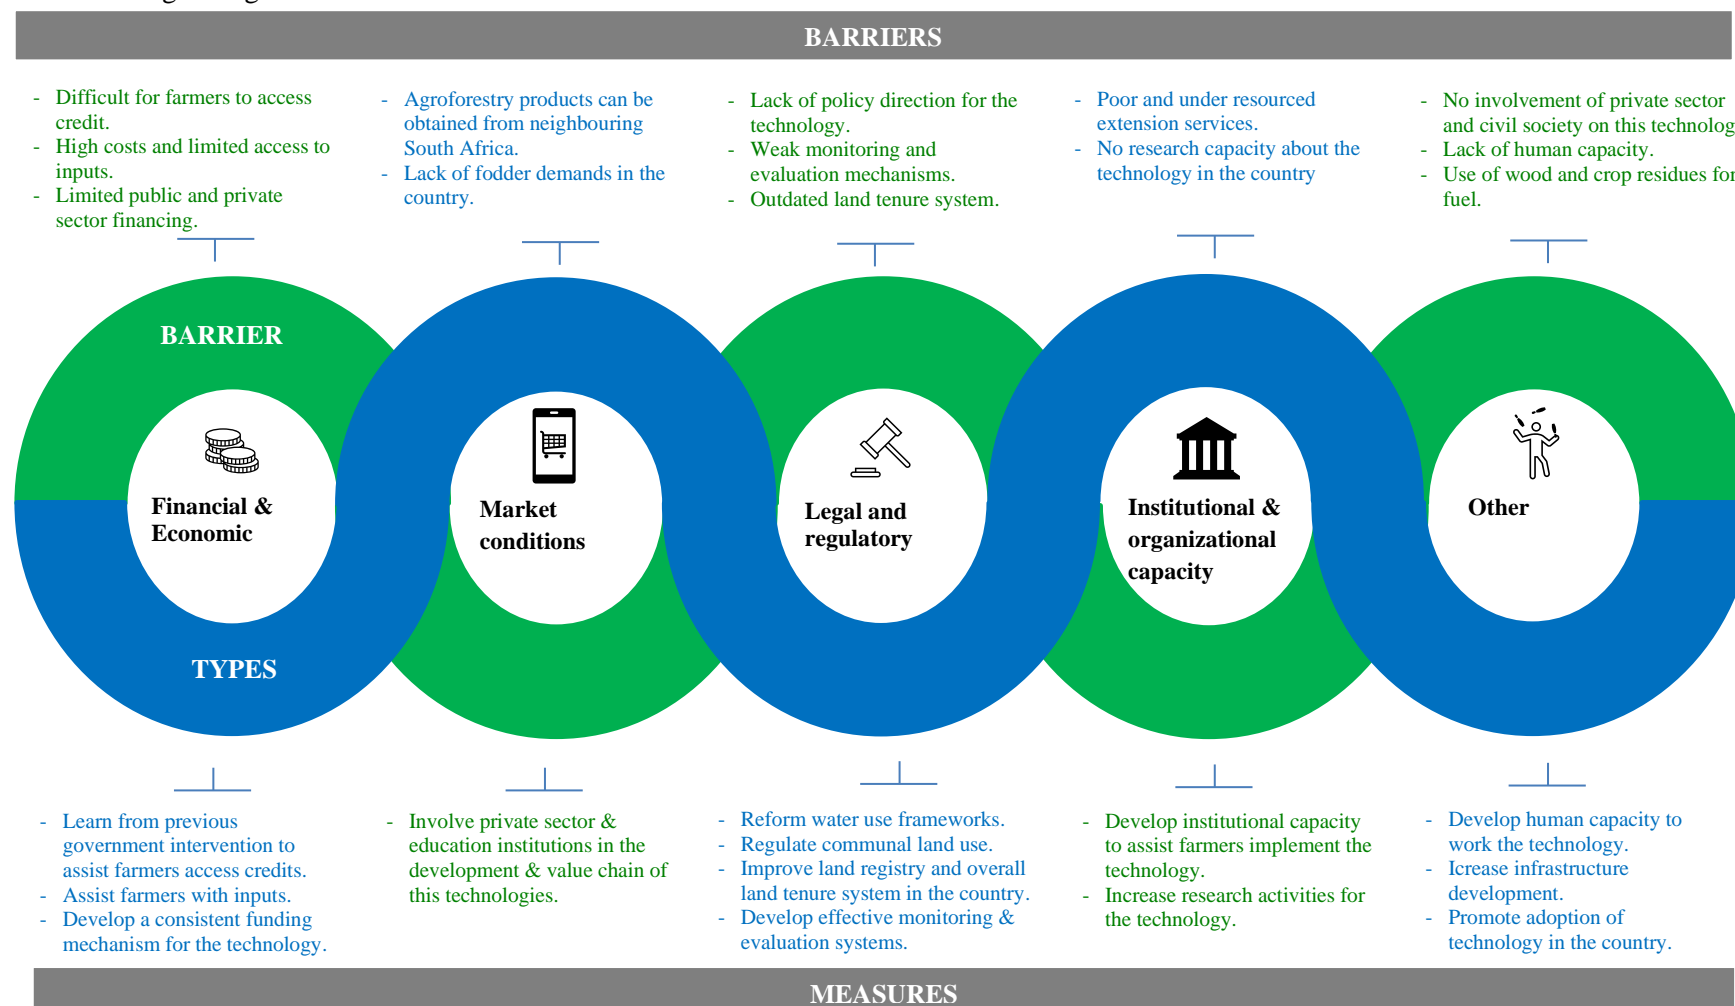 BARRIERS
- Difficult for farmers to access
credit.
- High costs and limited access to
inputs.
- Limited public and private
sector financing.
- Agroforestry products can be
obtained from neighbouring
South Africa.
- Lack of fodder demands in the
country.
- Lack of policy direction for the
technology.
- Weak monitoring and
evaluation mechanisms.
- Outdated land tenure system.
- Poor and under resourced
extension services.
- No research capacity about the
technology in the country
- No involvement of private sector
and civil society on this technolog
- Lack of human capacity.
- Use of wood and crop residues for
fuel.
BARRIER
Financial &
Economic
Market
conditions
Legal and
regulatory
Institutional &
organizational
capacity
Other
TYPES
- Learn from previous
government intervention to
assist farmers access credits.
- Assist farmers with inputs.
- Develop a consistent funding
mechanism for the technology.
- Involve private sector &
education institutions in the
development & value chain of
this technologies.
- Reform water use frameworks.
- Regulate communal land use.
- Improve land registry and overall
land tenure system in the country.
- Develop effective monitoring &
evaluation systems.
- Develop institutional capacity
to assist farmers implement the
technology.
- Increase research activities for
the technology.
- Develop human capacity to
work the technology.
- Icrease infrastructure
development.
- Promote adoption of
technology in the country.
MEASURES